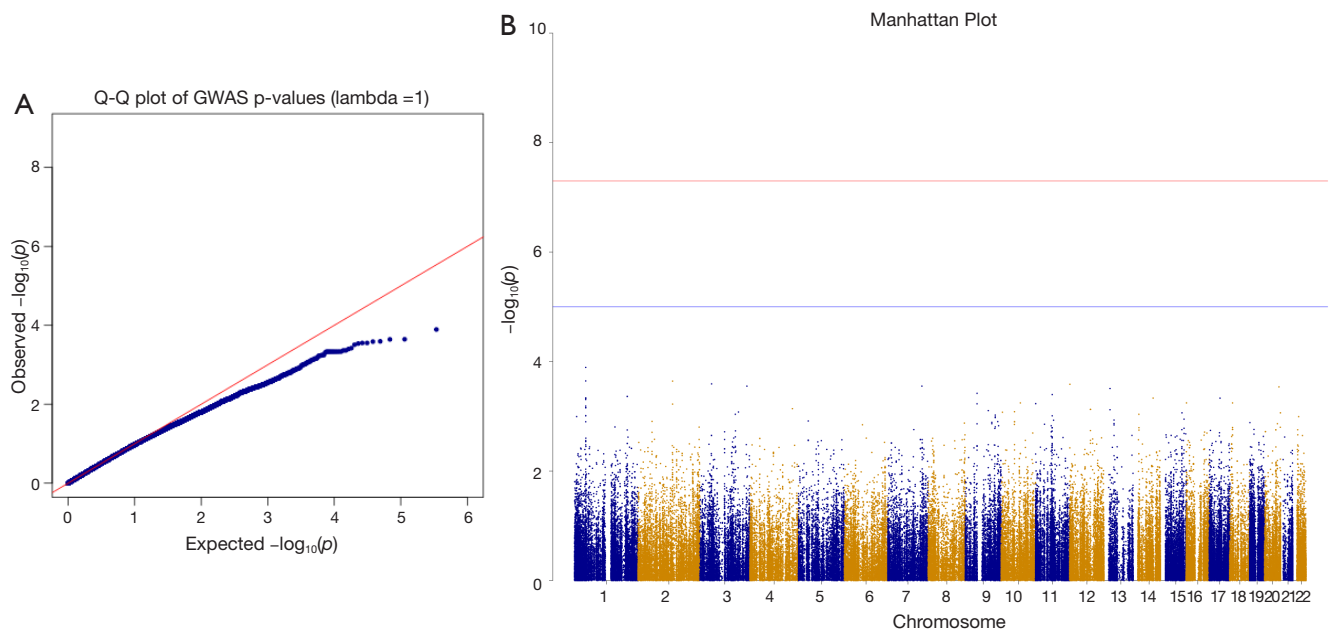 A
Q-Q plot of GWAS p-values (lambda =1)
Observed −log₁₀(p)
8
6
4
2
0
0 1 2 3 4 5 6
Expected −log₁₀(p)
B
Manhattan Plot
−log₁₀(p)
10
8
6
4
2
0
1 2 3 4 5 6 7 8 9 10 11 12 13 14 15 16 17 18 19 20 21 22
Chromosome